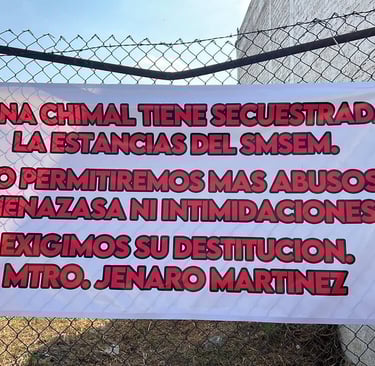 NA CHIMAL TIENE SECUESTRAD
LA ESTANCIAS DEL SMSEM.
O PERMITIREMOS MAS ABUSOS
ENAZASA NI INTIMIDACIONES
EXIGIMOS SU DESTITUCION.
MTRO. JENARO MARTINEZ